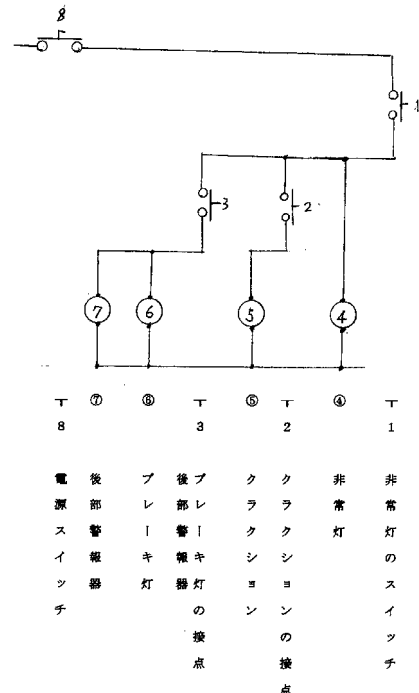 8
1
3
2
7
6
5
4
1 非常灯のスイッチ
④ 非常灯
2 クラクションの接点
⑤ クラクション
3 ブレーキ灯の接点
後部警報器
⑥ ブレーキ灯
⑦ 後部警報器
8 電源スイッチ